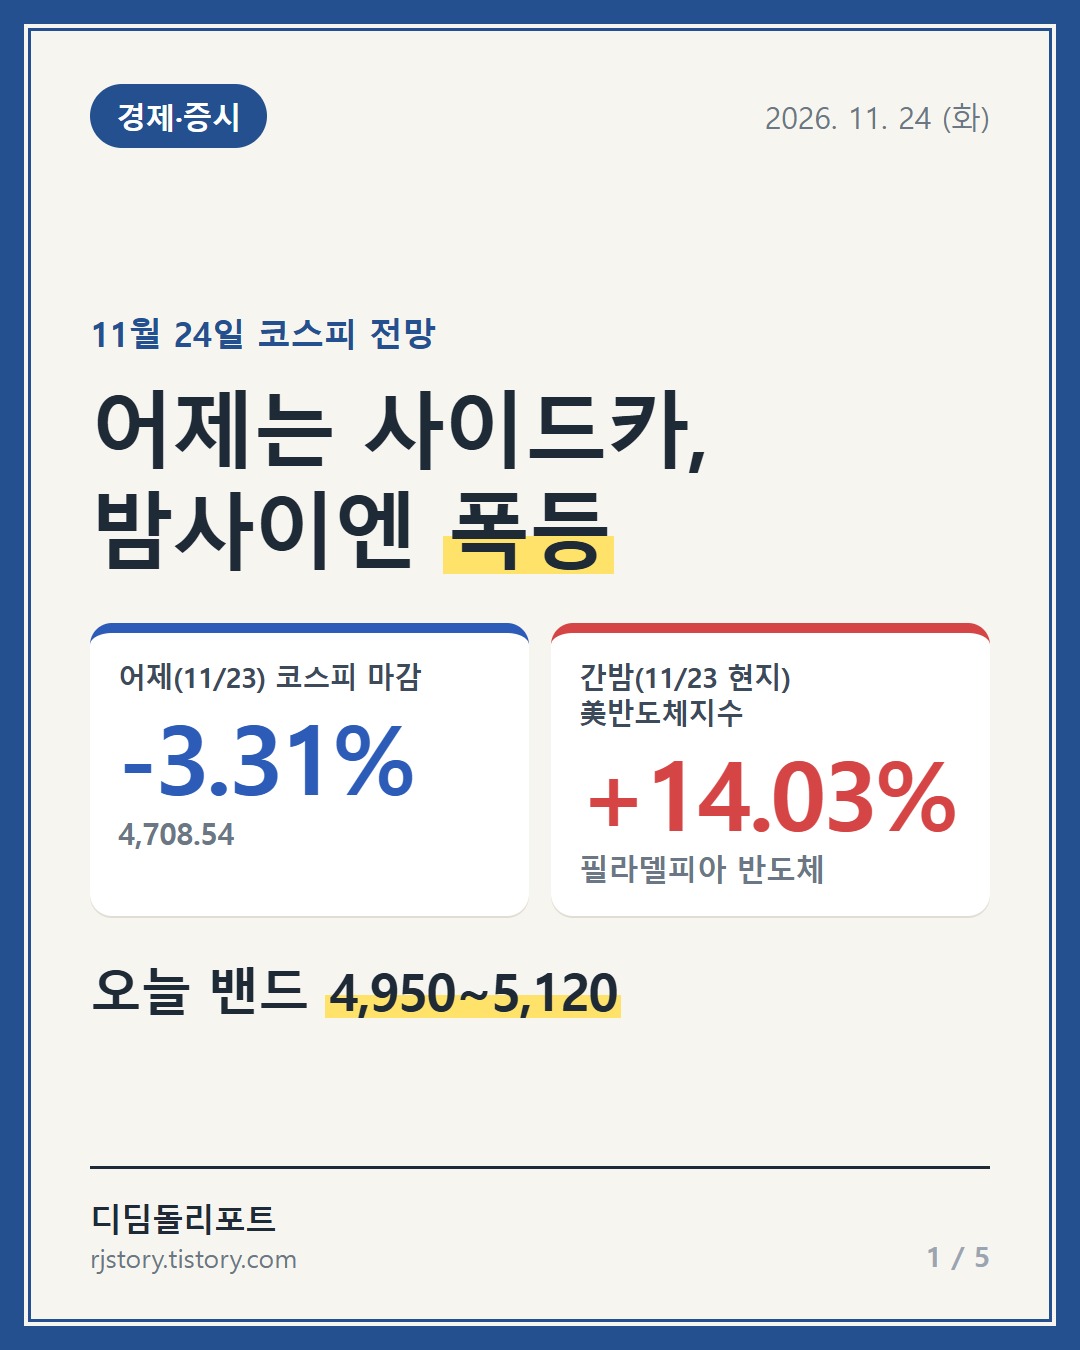 경제·증시
2026. 11. 24 (화)
11월 24일 코스피 전망
어제는 사이드카,
밤사이엔 폭등
어제(11/23) 코스피 마감
-3.31%
4,708.54
간밤(11/23 현지)
美반도체지수
+14.03%
필라델피아 반도체
오늘 밴드 4,950~5,120
디딤돌리포트
rjstory.tistory.com
1 / 5